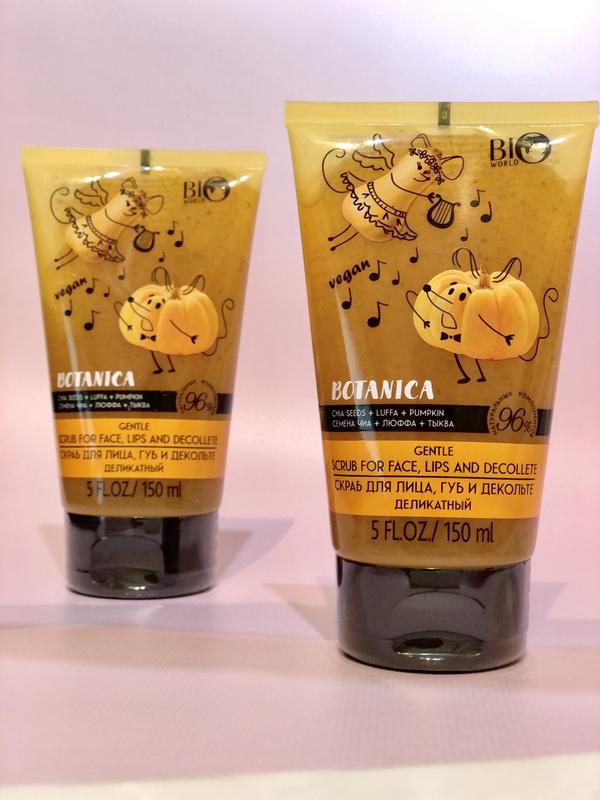 BIO
WORLD
vegan
BOTANICA
CHIA SEEDS + LUFFA + PUMPKIN
СЕМЕНА ЧИА + ЛЮФФА + ТЫКВА
96%
GENTLE
SCRUB FOR FACE, LIPS AND DECOLLETE
СКРАБ ДЛЯ ЛИЦА, ГУБ И ДЕКОЛЬТЕ
ДЕЛИКАТНЫЙ
5 FL.OZ./ 150 ml
BIO
WORLD
vegan
BOTANICA
CHIA SEEDS + LUFFA + PUMPKIN
СЕМЕНА ЧИА + ЛЮФФА + ТЫКВА
НАТУРАЛЬНЫХ КОМПОНЕНТОВ
96%
GENTLE
SCRUB FOR FACE, LIPS AND DECOLLETE
СКРАБ ДЛЯ ЛИЦА, ГУБ И ДЕКОЛЬТЕ
ДЕЛИКАТНЫЙ
5 FL.OZ./ 150 ml